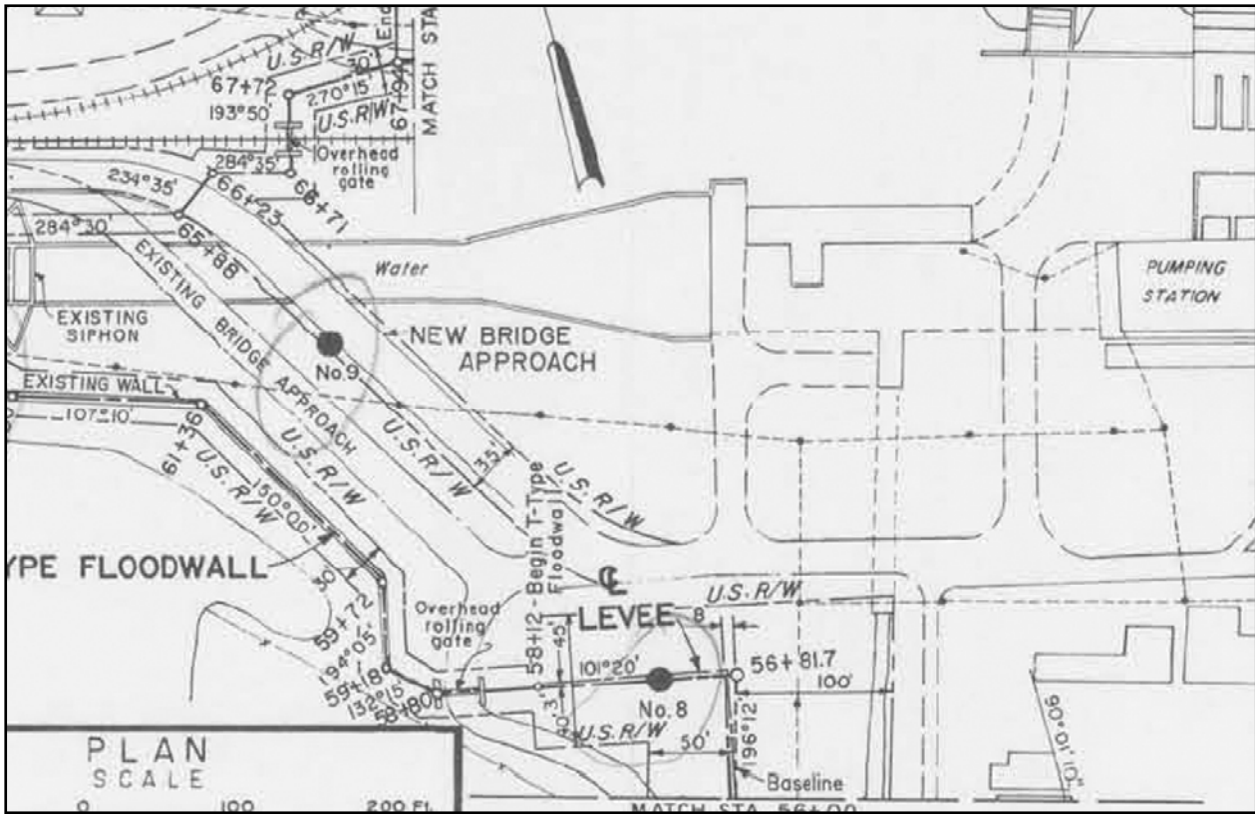 U.S. R/W
30'
End
MATCH STA
67+72
270°15'
193°50'
U.S. R/W
67+94
Overhead
rolling
gate
284°35'
234°35'
66+23
66+71
284°30'
65+88
Water
PUMPING
STATION
EXISTING
SIPHON
EXISTING BRIDGE APPROACH
NEW BRIDGE
APPROACH
No.9
EXISTING WALL
107°10'
61+36
U.S. R/W
U.S. R/W
U.S. R/W
35'
U.S. R/W
150°00'
58+12-Begin T-Type
Floodwall
YPE FLOODWALL
30'
℄
LEVEE
U.S. R/W
8'
59+72
Overhead
rolling
gate
45'
194°05'
101°20'
56+81.7
59+18
132°15'
58+80
40.3'
No.8
100'
U.S. R/W
50'
196°12'
90°01'10"
PLAN
SCALE
Baseline
0 100 200 Ft.
MATCH STA. 56+00